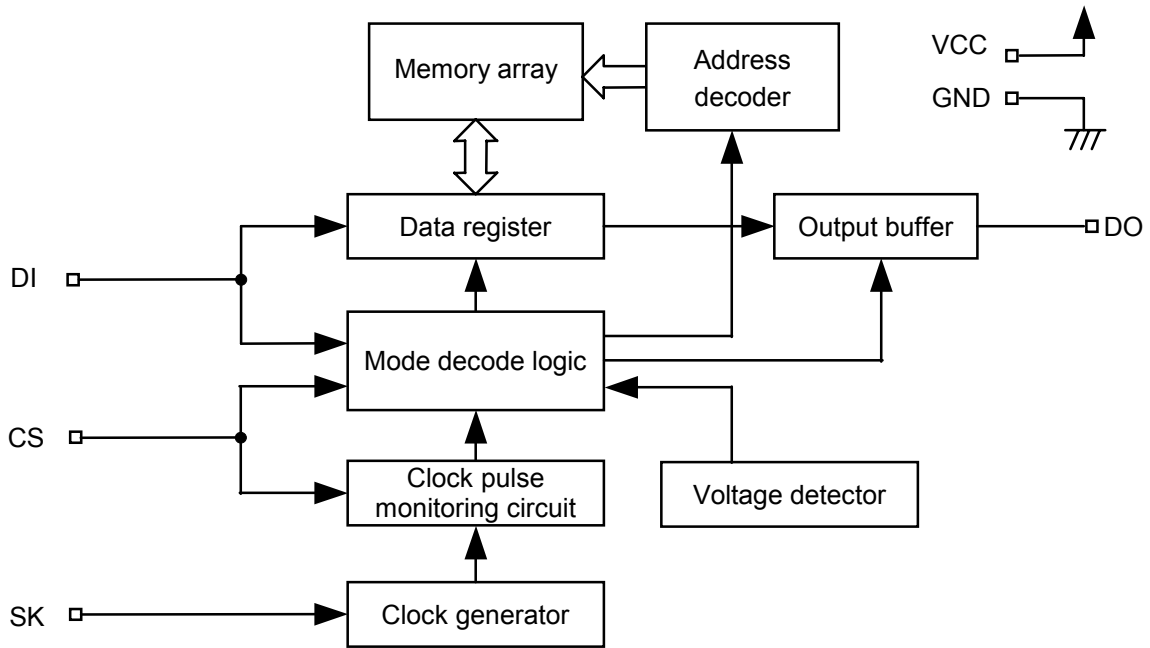 Memory array
Address
decoder
VCC
GND
Data register
Output buffer
DO
DI
Mode decode logic
CS
Clock pulse
monitoring circuit
Voltage detector
SK
Clock generator